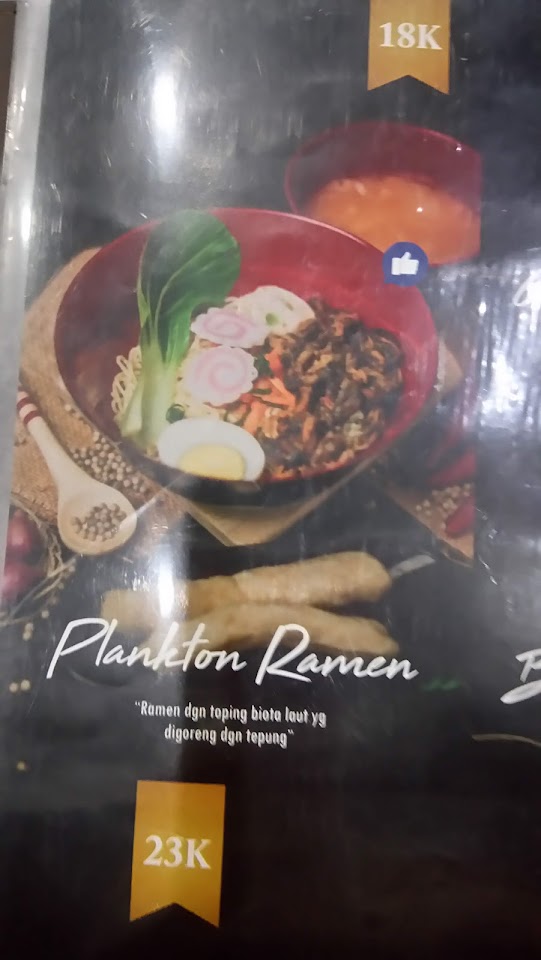 18K
Plankton Ramen
"Ramen dgn toping biota laut yg
digoreng dgn tepung"
23K